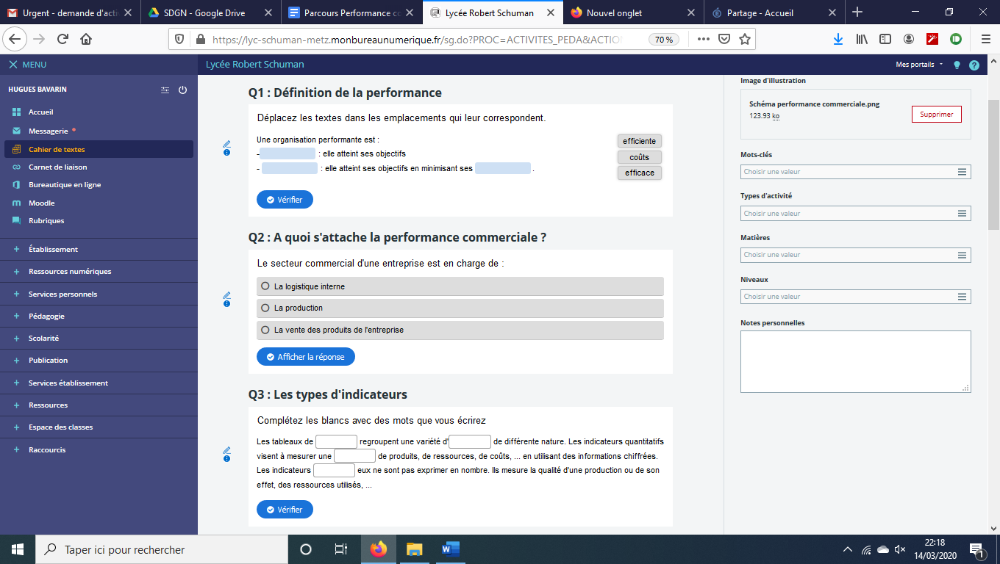 Urgent - demande d'acti
SDGN - Google Drive
Parcours Performance co
Lycée Robert Schuman
Nouvel onglet
Partage - Accueil
https://lyc-schuman-metz.monbureaunumerique.fr/sg.do?PROC=ACTIVITES_PEDA&ACTION
70 %
MENU
Lycée Robert Schuman
Mes portails
HUGUES BAVARIN
Accueil
Messagerie
Cahier de textes
Carnet de liaison
Bureautique en ligne
Moodle
Rubriques
Établissement
Ressources numériques
Services personnels
Pédagogie
Scolarité
Publication
Services établissement
Ressources
Espace des classes
Raccourcis
Q1 : Définition de la performance
Déplacez les textes dans les emplacements qui leur correspondent.
Une organisation performante est :
- : elle atteint ses objectifs
- : elle atteint ses objectifs en minimisant ses .
efficiente
coûts
efficace
Vérifier
Q2 : A quoi s'attache la performance commerciale ?
Le secteur commercial d'une entreprise est en charge de :
La logistique interne
La production
La vente des produits de l'entreprise
Afficher la réponse
Q3 : Les types d'indicateurs
Complétez les blancs avec des mots que vous écrirez
Les tableaux de regroupent une variété d' de différente nature. Les indicateurs quantitatifs
visent à mesurer une de produits, de ressources, de coûts, ... en utilisant des informations chiffrées.
Les indicateurs eux ne sont pas exprimer en nombre. Ils mesure la qualité d'une production ou de son
effet, des ressources utilisés, ...
Vérifier
Image d'illustration
Schéma performance commerciale.png
123.93 ko
Supprimer
Mots-clés
Choisir une valeur
Types d'activité
Choisir une valeur
Matières
Choisir une valeur
Niveaux
Choisir une valeur
Notes personnelles
Taper ici pour rechercher
22:18
14/03/2020
1